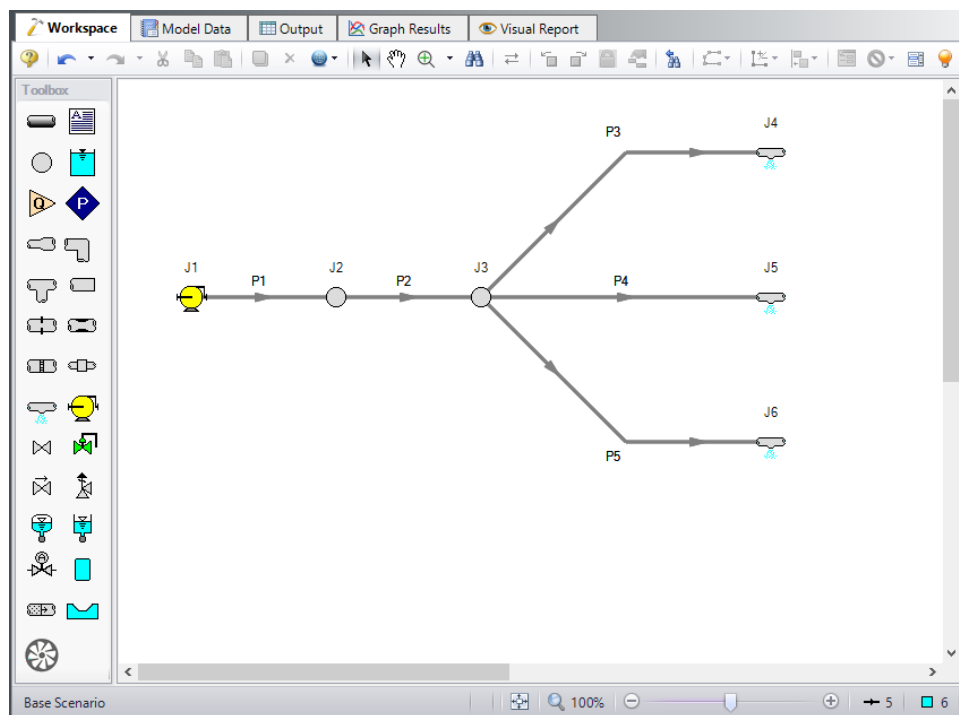 Workspace
Model Data
Output
Graph Results
Visual Report
Toolbox
A
Q
P
P3
J4
J1
P1
J2
P2
J3
P4
J5
J6
P5
Base Scenario
100%
5
6